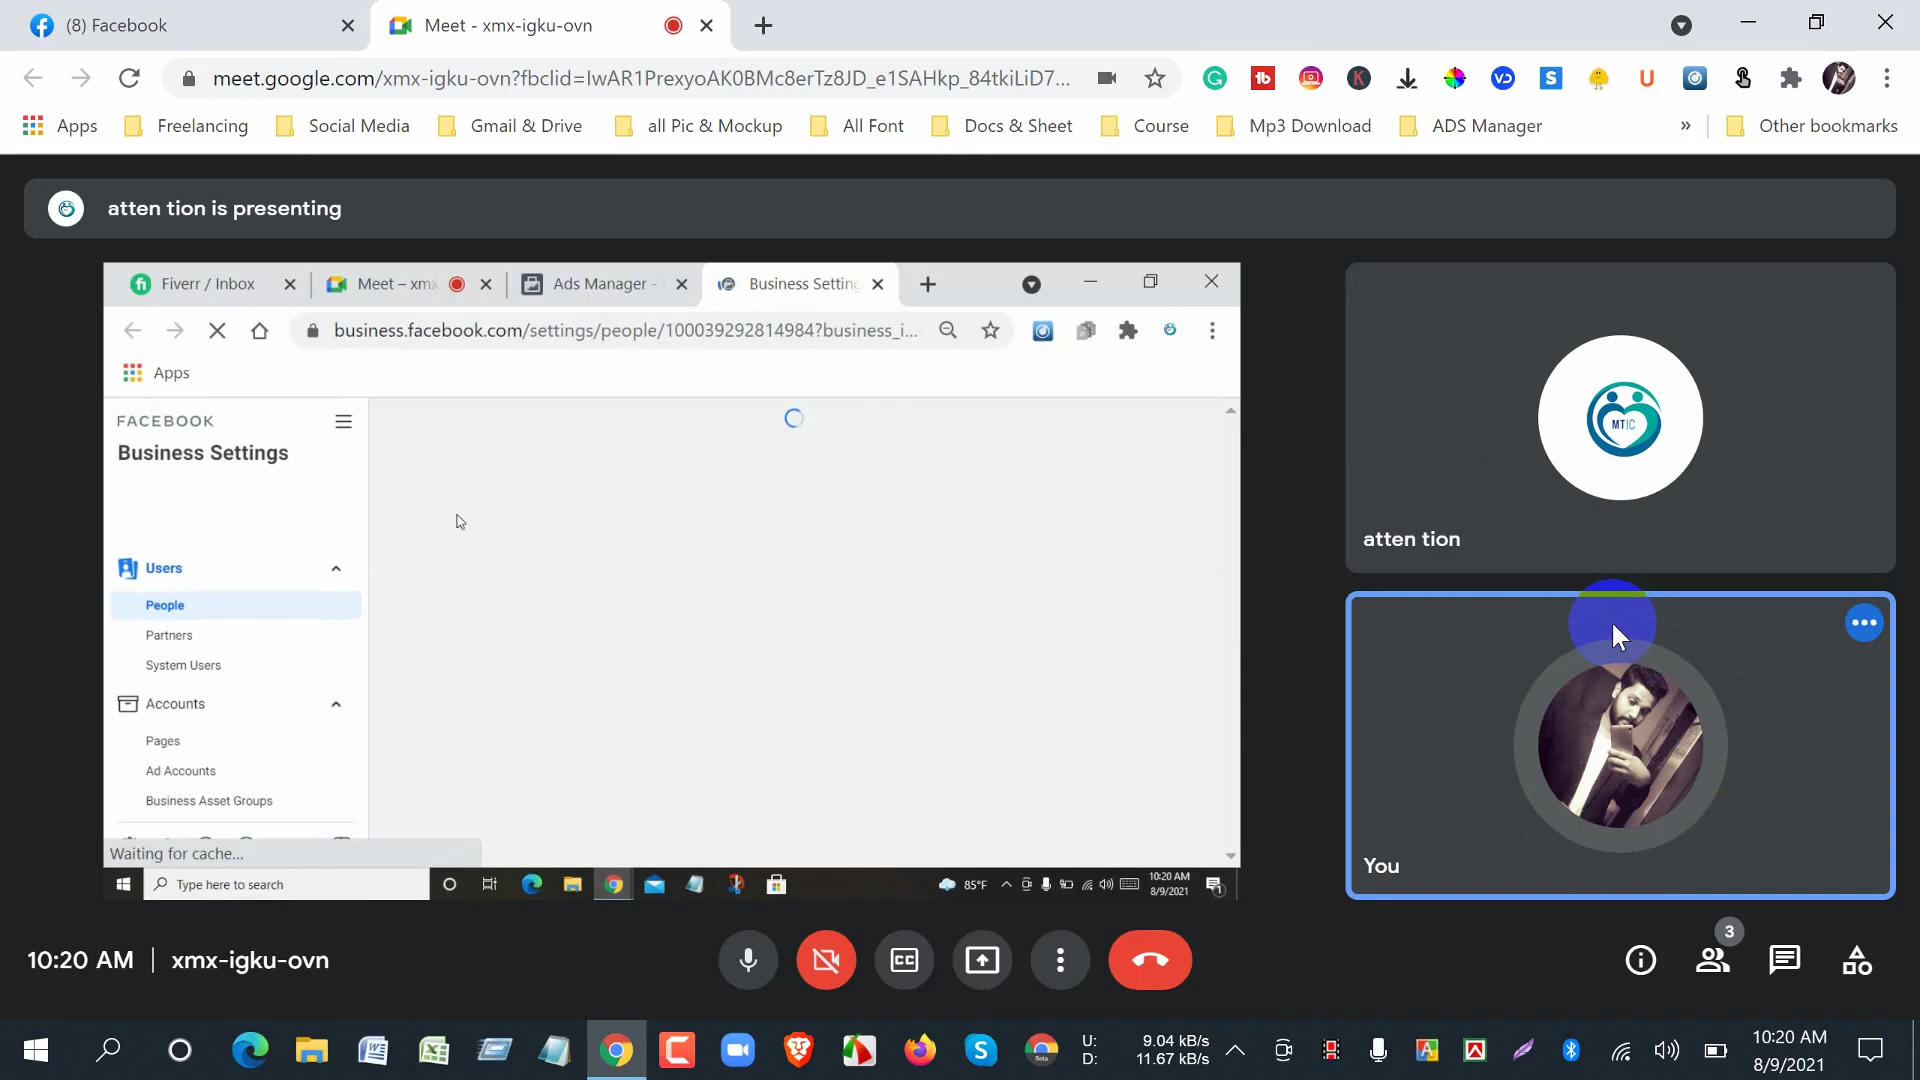 (8) Facebook
Meet - xmx-igku-ovn
meet.google.com/xmx-igku-ovn?fbclid=IwAR1PrexyoAK0BMc8erTz8JD_e1SAHkp_84tkiLiD7...
Apps
Freelancing
Social Media
Gmail & Drive
all Pic & Mockup
All Font
Docs & Sheet
Course
Mp3 Download
ADS Manager
»
Other bookmarks
atten tion is presenting
Fiverr / Inbox
Meet – xmx
Ads Manager -
Business Setting
business.facebook.com/settings/people/100039292814984?business_i...
Apps
FACEBOOK
Business Settings
Users
People
Partners
System Users
Accounts
Pages
Ad Accounts
Business Asset Groups
Waiting for cache...
Type here to search
85°F
10:20 AM
8/9/2021
MTIC
atten tion
You
10:20 AM
xmx-igku-ovn
CC
3
U: 9.04 kB/s
D: 11.67 kB/s
10:20 AM
8/9/2021